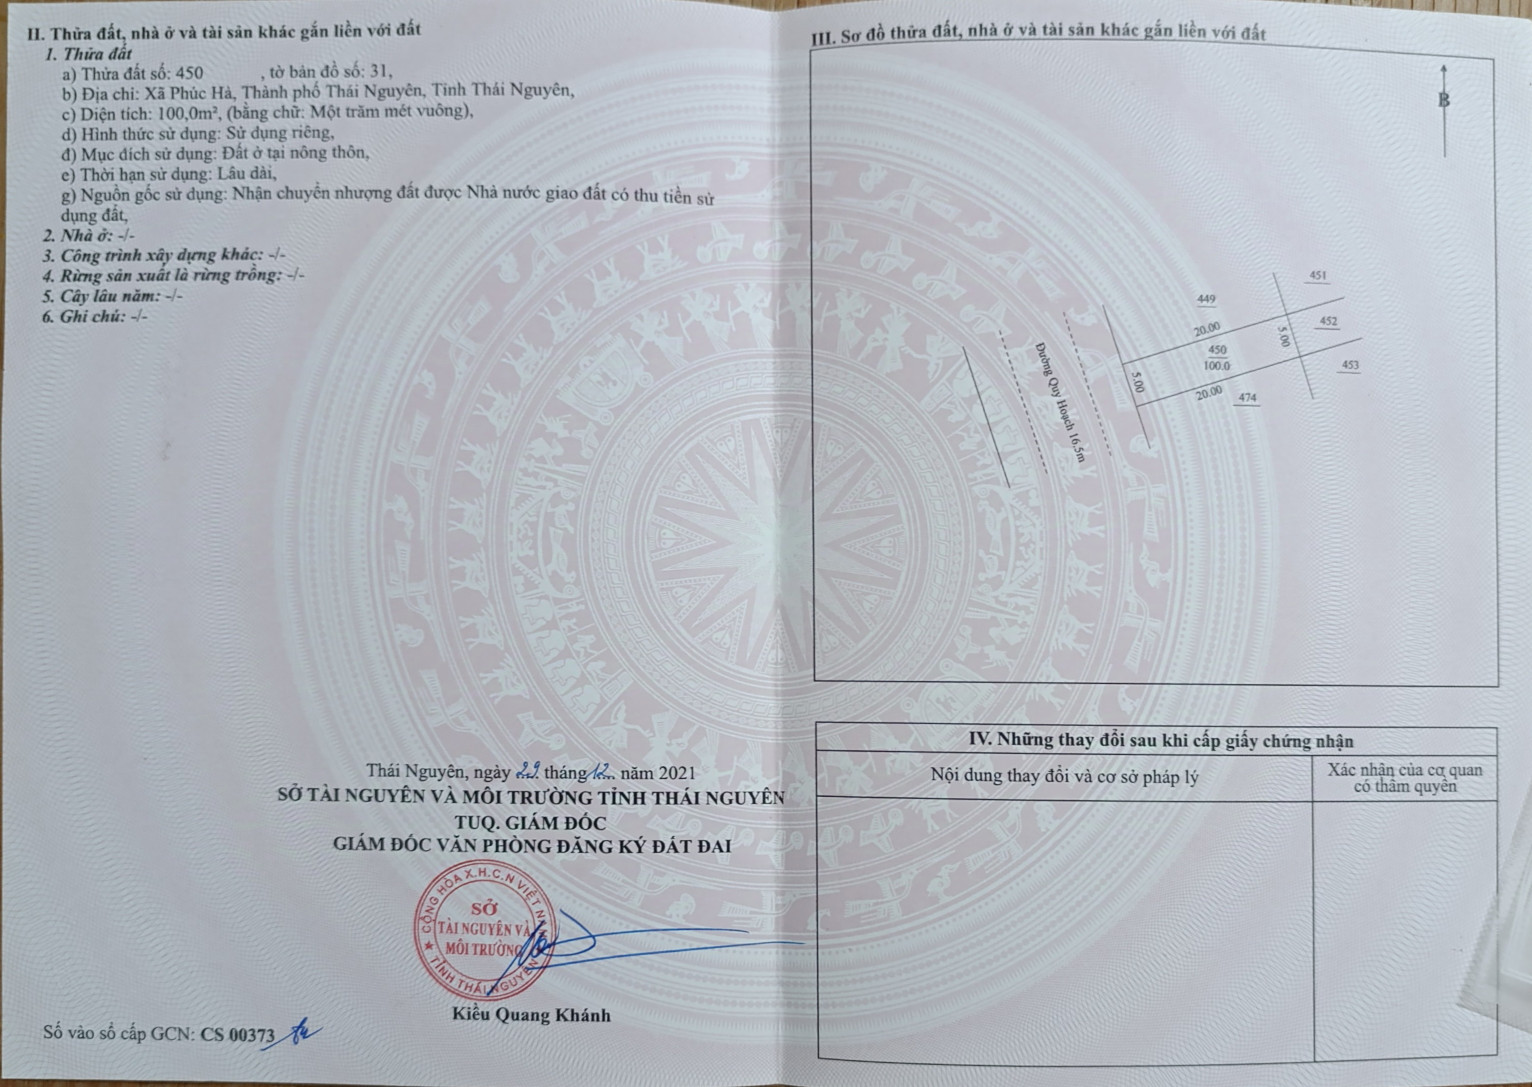 II. Thửa đất, nhà ở và tài sản khác gắn liền với đất
1. Thửa đất
a) Thửa đất số: 450 , tờ bản đồ số: 31,
b) Địa chỉ: Xã Phúc Hà, Thành phố Thái Nguyên, Tỉnh Thái Nguyên,
c) Diện tích: 100,0m², (bằng chữ: Một trăm mét vuông),
d) Hình thức sử dụng: Sử dụng riêng,
đ) Mục đích sử dụng: Đất ở tại nông thôn,
e) Thời hạn sử dụng: Lâu dài,
g) Nguồn gốc sử dụng: Nhận chuyển nhượng đất được Nhà nước giao đất có thu tiền sử
dụng đất,
2. Nhà ở: -/-
3. Công trình xây dựng khác: -/-
4. Rừng sản xuất là rừng trồng: -/-
5. Cây lâu năm: -/-
6. Ghi chú: -/-
Thái Nguyên, ngày 29. tháng 12... năm 2021
SỞ TÀI NGUYÊN VÀ MÔI TRƯỜNG TỈNH THÁI NGUYÊN
TUQ. GIÁM ĐỐC
GIÁM ĐỐC VĂN PHÒNG ĐĂNG KÝ ĐẤT ĐAI
CỘNG HÒA X.H.C.N VIỆT NAM
SỞ
TÀI NGUYÊN VÀ
MÔI TRƯỜNG
★ TỈNH THÁI NGUYÊN
Kiều Quang Khánh
Số vào sổ cấp GCN: CS 00373
III. Sơ đồ thửa đất, nhà ở và tài sản khác gắn liền với đất
B
451
449
452
20.00
5.00
450
100.0
453
5.00
20.00
474
Đường Quy Hoạch 16.5m
IV. Những thay đổi sau khi cấp giấy chứng nhận
Nội dung thay đổi và cơ sở pháp lý
Xác nhận của cơ quan
có thẩm quyền